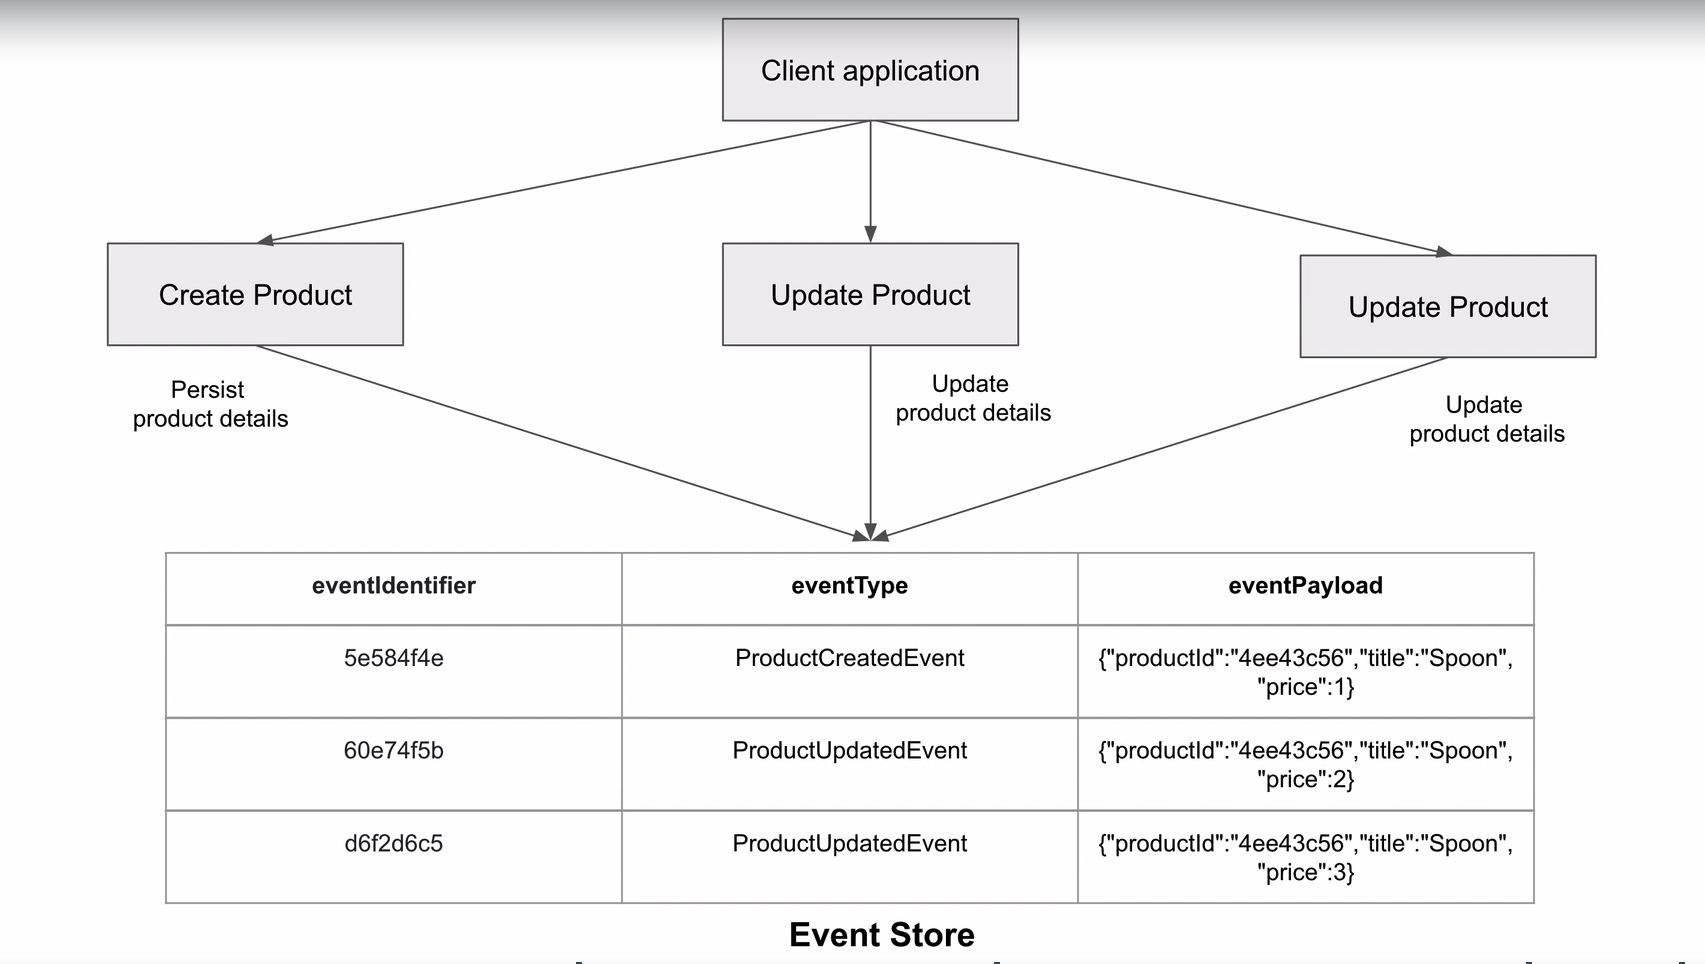 Client application
Create Product
Update Product
Update Product
Persist
product details
Update
product details
Update
product details
eventIdentifier
eventType
eventPayload
5e584f4e
ProductCreatedEvent
{"productId":"4ee43c56","title":"Spoon",
"price":1}
60e74f5b
ProductUpdatedEvent
{"productId":"4ee43c56","title":"Spoon",
"price":2}
d6f2d6c5
ProductUpdatedEvent
{"productId":"4ee43c56","title":"Spoon",
"price":3}
Event Store